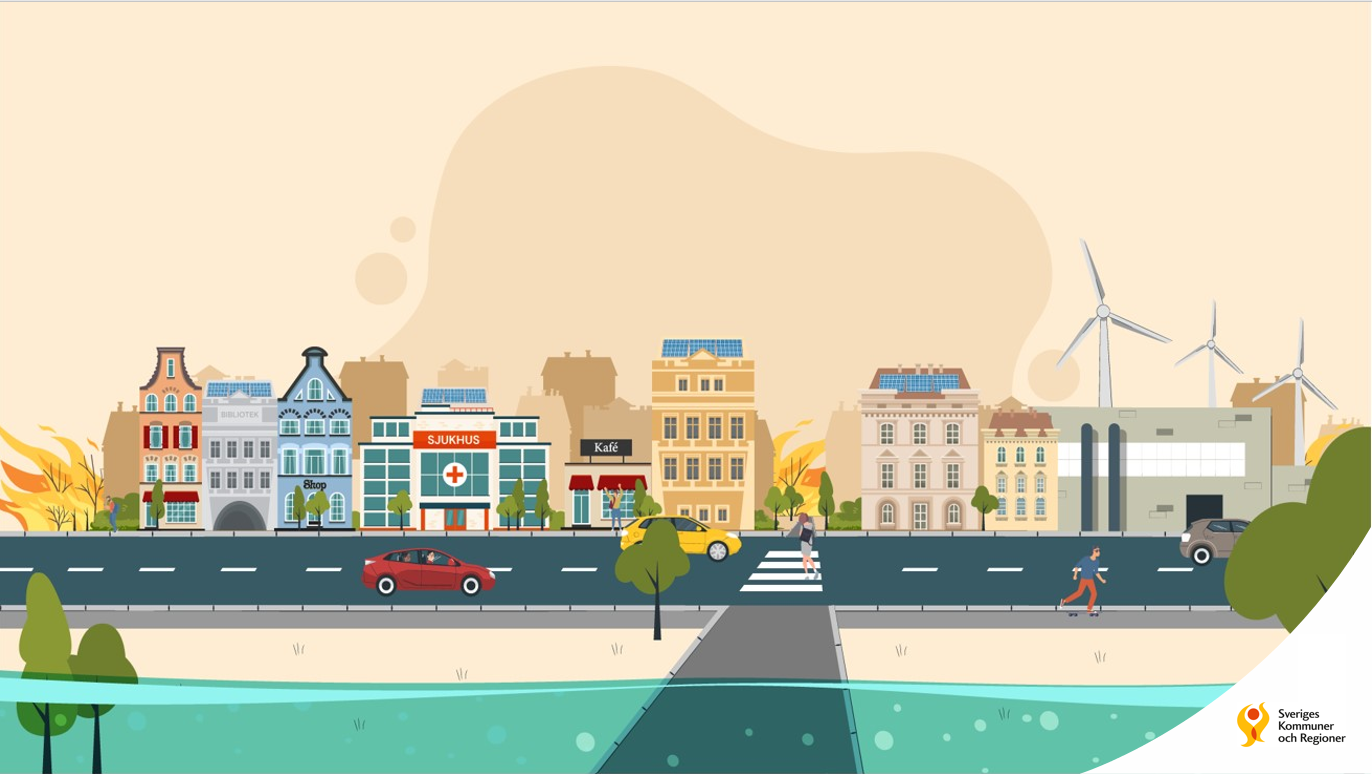 BIBLIOTEK
SJUKHUS
Kafé
Shop
Sveriges
Kommuner
och Regioner